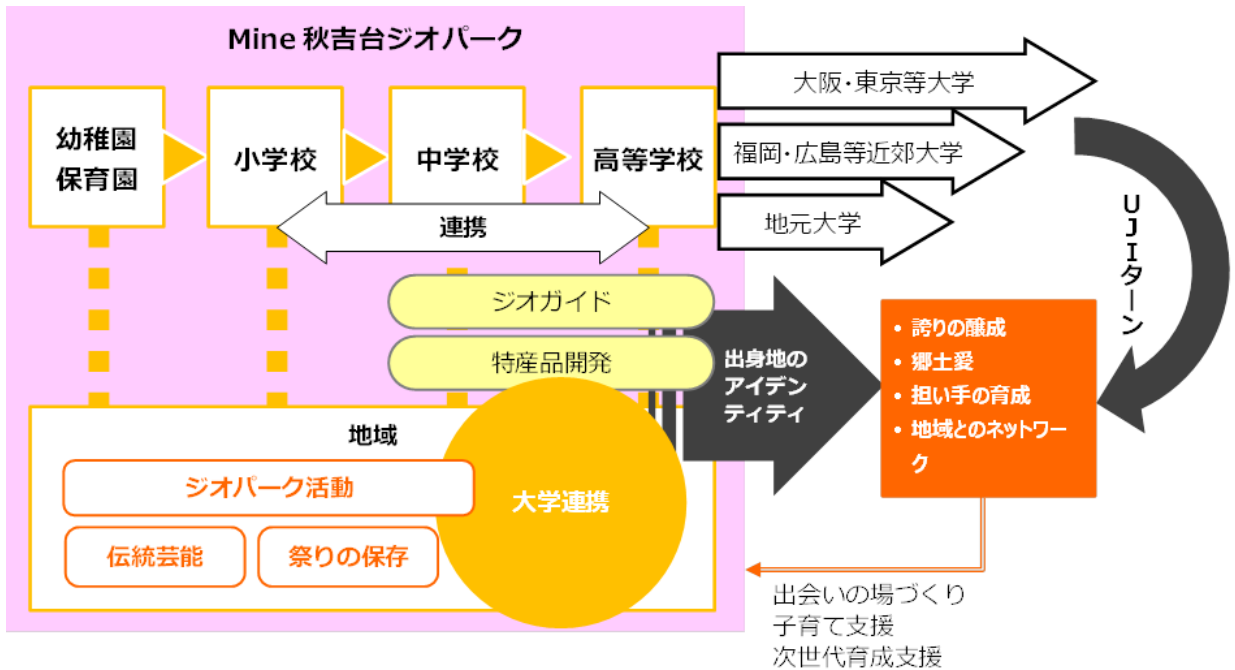 Mine 秋吉台ジオパーク
幼稚園
保育園
小学校
中学校
高等学校
連携
大阪・東京等大学
福岡・広島等近郊大学
地元大学
UJIターン
ジオガイド
特産品開発
出身地の
アイデン
ティティ
• 誇りの醸成
• 郷土愛
• 担い手の育成
• 地域とのネットワー
ク
地域
ジオパーク活動
大学連携
伝統芸能
祭りの保存
出会いの場づくり
子育て支援
次世代育成支援